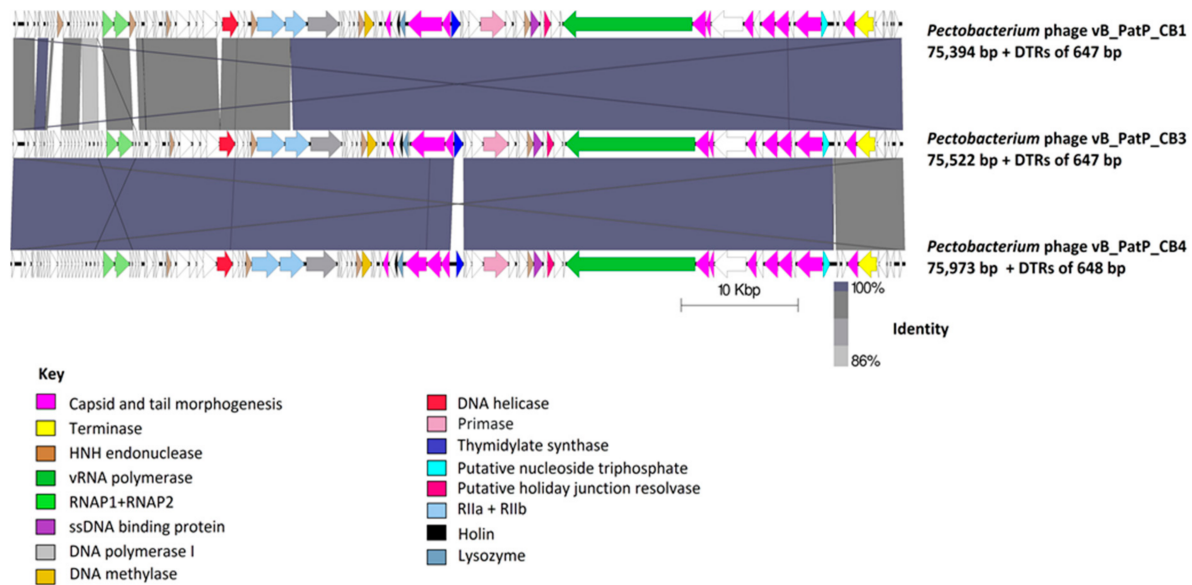 Pectobacterium phage vB_PatP_CB1
75,394 bp + DTRs of 647 bp
Pectobacterium phage vB_PatP_CB3
75,522 bp + DTRs of 647 bp
Pectobacterium phage vB_PatP_CB4
75,973 bp + DTRs of 648 bp
10 Kbp
100%
Identity
86%
Key
Capsid and tail morphogenesis
Terminase
HNH endonuclease
vRNA polymerase
RNAP1+RNAP2
ssDNA binding protein
DNA polymerase I
DNA methylase
DNA helicase
Primase
Thymidylate synthase
Putative nucleoside triphosphate
Putative holiday junction resolvase
RIIa + RIIb
Holin
Lysozyme